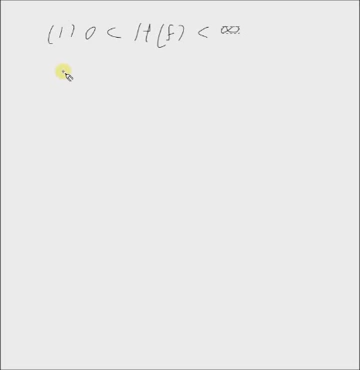 (1) 0 < H(f) < ∞